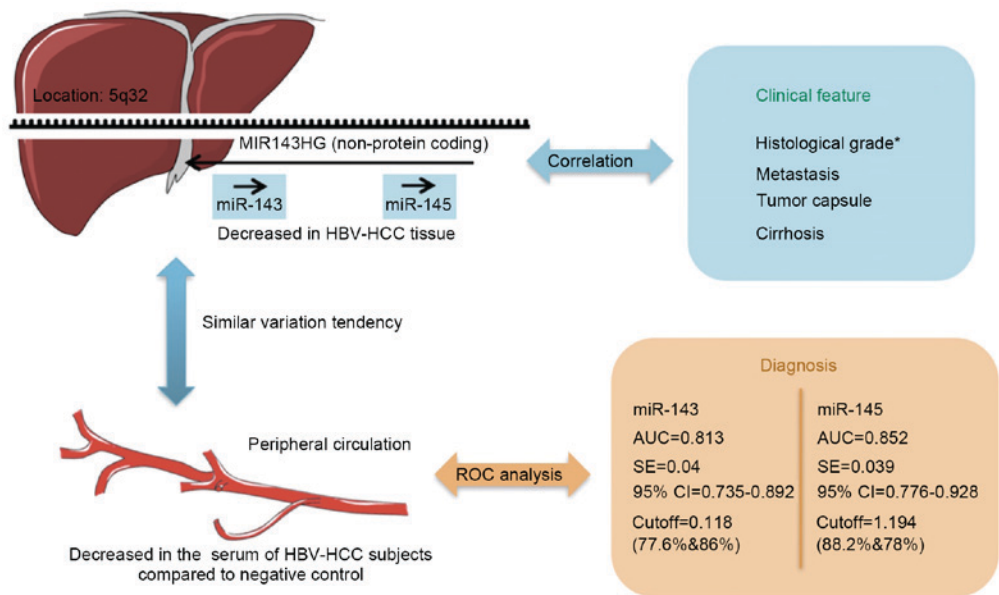 Location: 5q32
MIR143HG (non-protein coding)
miR-143
miR-145
Decreased in HBV-HCC tissue
Correlation
Clinical feature
Histological grade*
Metastasis
Tumor capsule
Cirrhosis
Similar variation tendency
Peripheral circulation
Decreased in the serum of HBV-HCC subjects
compared to negative control
ROC analysis
Diagnosis
miR-143
AUC=0.813
SE=0.04
95% CI=0.735-0.892
Cutoff=0.118
(77.6%&86%)
miR-145
AUC=0.852
SE=0.039
95% CI=0.776-0.928
Cutoff=1.194
(88.2%&78%)